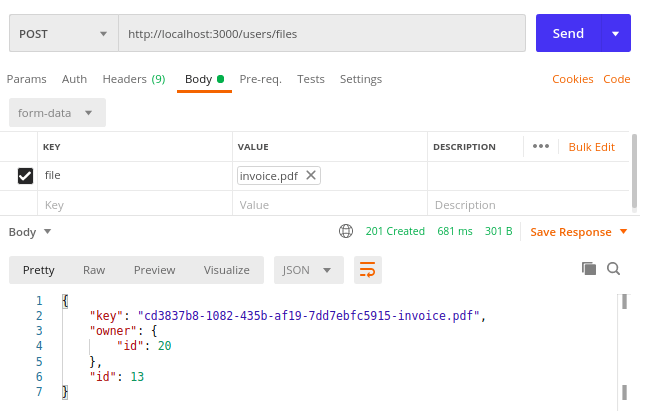 POST http://localhost:3000/users/files Send
Params Auth Headers (9) Body Pre-req. Tests Settings Cookies Code
form-data
KEY VALUE DESCRIPTION Bulk Edit
file invoice.pdf
Key Value Description
Body 201 Created 681 ms 301 B Save Response
Pretty Raw Preview Visualize JSON
1 {
2 "key": "cd3837b8-1082-435b-af19-7dd7ebfc5915-invoice.pdf",
3 "owner": {
4 "id": 20
5 },
6 "id": 13
7 }